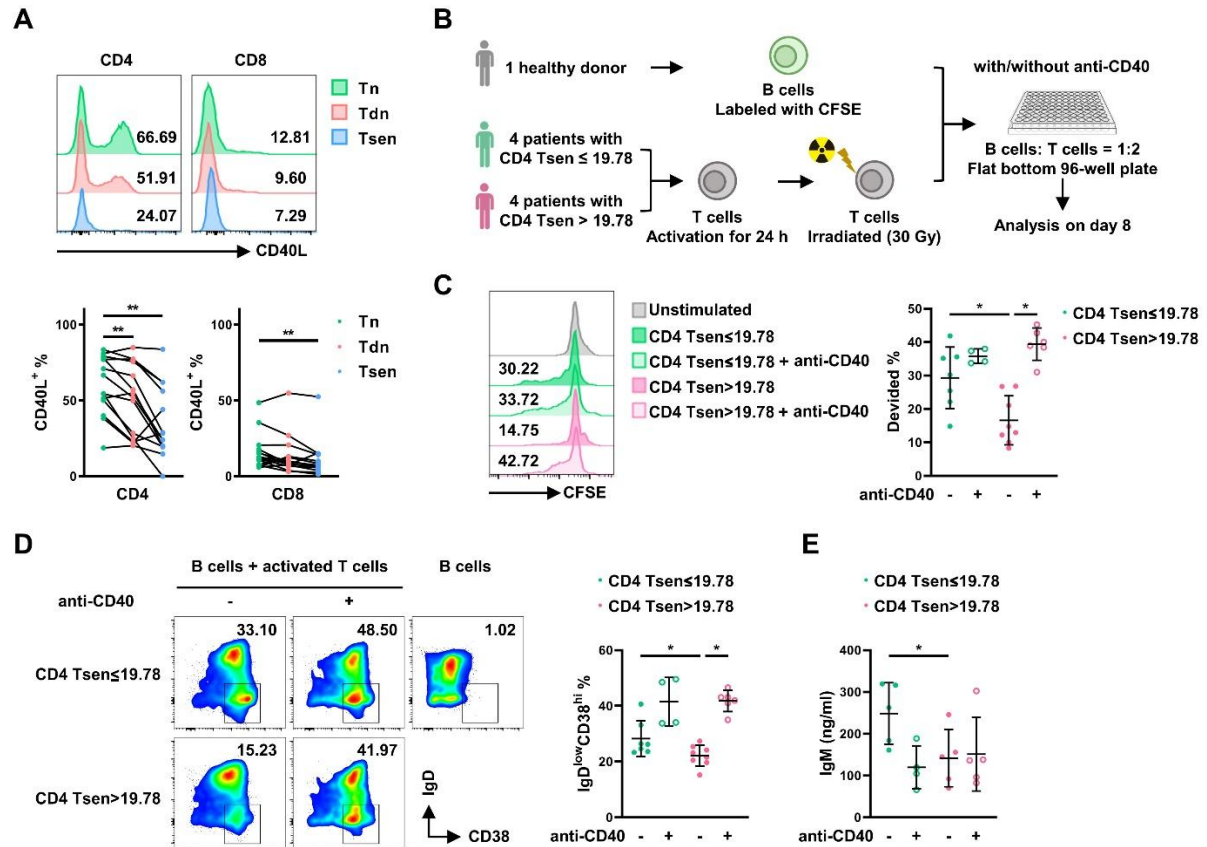 A
CD4
CD8
Tn
Tdn
Tsen
66.69
12.81
51.91
9.60
24.07
7.29
CD40L
CD40L+ %
100
50
0
CD4
**
**
CD40L+ %
100
50
0
CD8
**
Tn
Tdn
Tsen
B
1 healthy donor
B cells
Labeled with CFSE
4 patients with
CD4 Tsen ≤ 19.78
4 patients with
CD4 Tsen > 19.78
T cells
Activation for 24 h
T cells
Irradiated (30 Gy)
with/without anti-CD40
B cells: T cells = 1:2
Flat bottom 96-well plate
Analysis on day 8
C
30.22
33.72
14.75
42.72
CFSE
Unstimulated
CD4 Tsen≤19.78
CD4 Tsen≤19.78 + anti-CD40
CD4 Tsen>19.78
CD4 Tsen>19.78 + anti-CD40
Devided %
50
40
30
20
10
0
*
*
CD4 Tsen≤19.78
CD4 Tsen>19.78
anti-CD40 - + - +
D
B cells + activated T cells
B cells
anti-CD40 - +
33.10
48.50
1.02
CD4 Tsen≤19.78
15.23
41.97
CD4 Tsen>19.78
IgD
CD38
CD4 Tsen≤19.78
CD4 Tsen>19.78
IgDlowCD38hi %
60
40
20
0
*
*
anti-CD40 - + - +
E
CD4 Tsen≤19.78
CD4 Tsen>19.78
IgM (ng/ml)
400
300
200
100
0
*
anti-CD40 - + - +